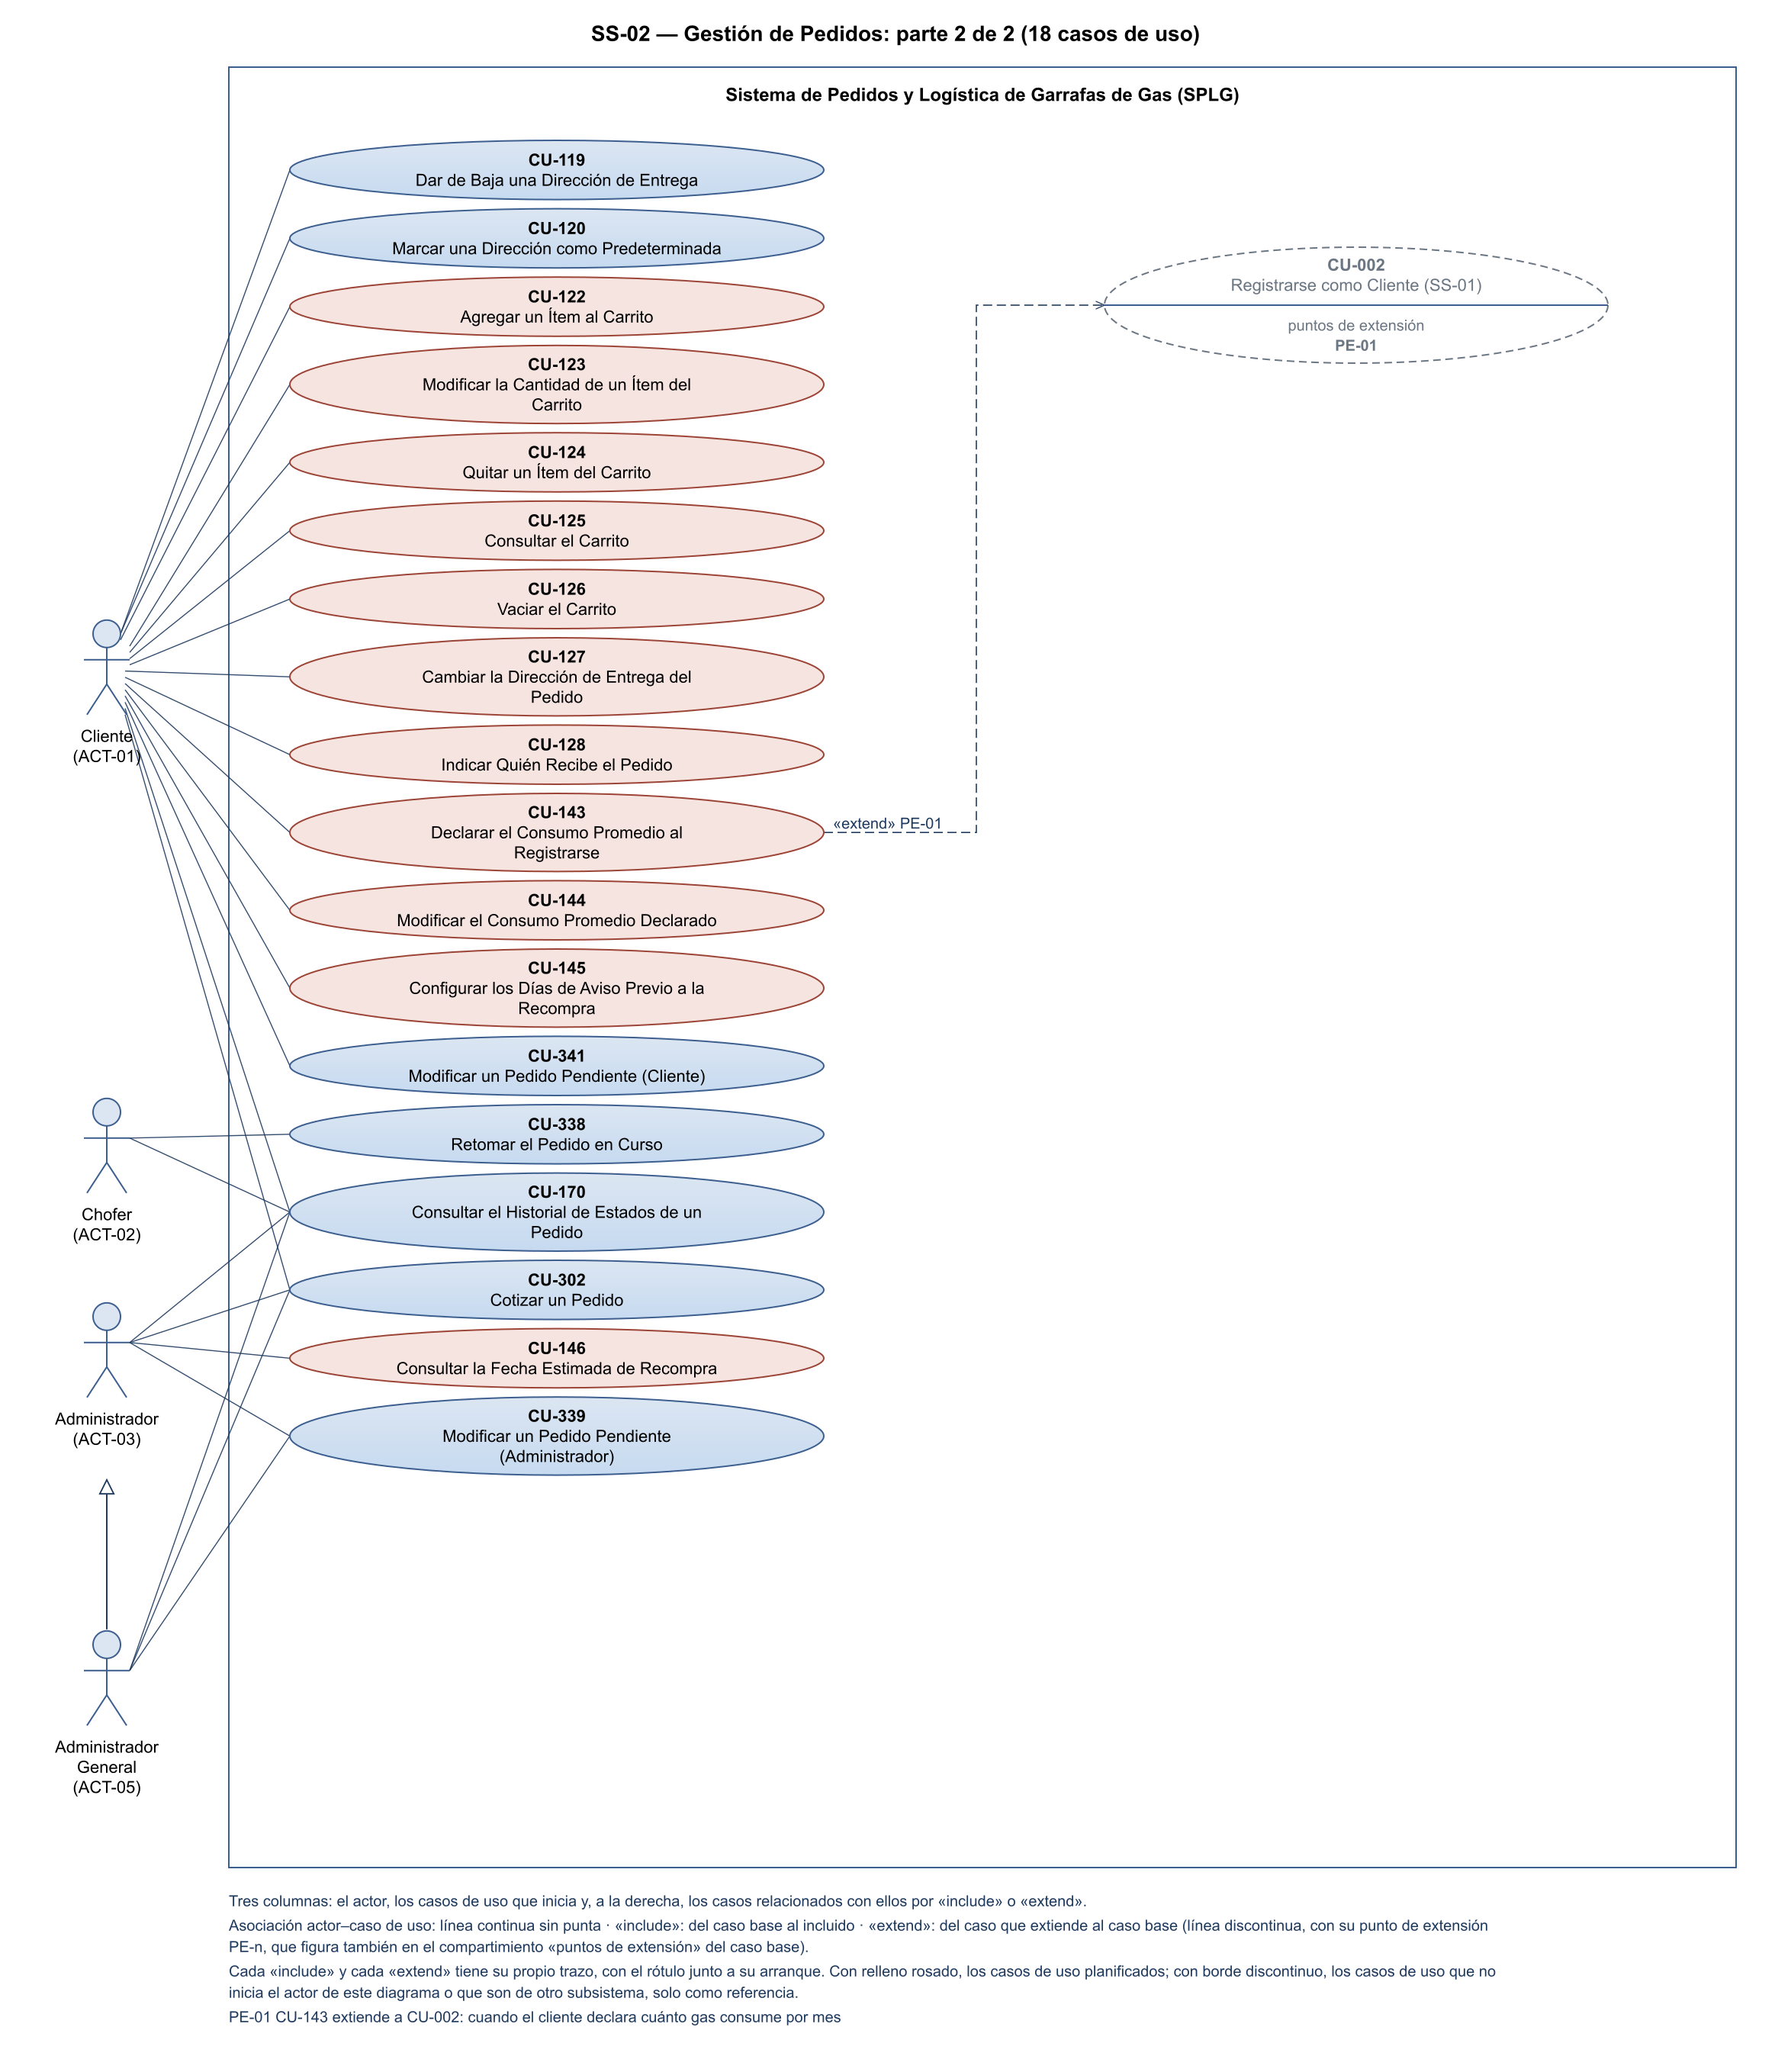 SS-02 — Gestión de Pedidos: parte 2 de 2 (18 casos de uso)
Sistema de Pedidos y Logística de Garrafas de Gas (SPLG)
CU-119
Dar de Baja una Dirección de Entrega
CU-120
Marcar una Dirección como Predeterminada
CU-002
Registrarse como Cliente (SS-01)
puntos de extensión
PE-01
CU-122
Agregar un Ítem al Carrito
CU-123
Modificar la Cantidad de un Ítem del
Carrito
CU-124
Quitar un Ítem del Carrito
CU-125
Consultar el Carrito
CU-126
Vaciar el Carrito
CU-127
Cambiar la Dirección de Entrega del
Pedido
Cliente
(ACT-01)
CU-128
Indicar Quién Recibe el Pedido
CU-143
Declarar el Consumo Promedio al
Registrarse
«extend» PE-01
CU-144
Modificar el Consumo Promedio Declarado
CU-145
Configurar los Días de Aviso Previo a la
Recompra
CU-341
Modificar un Pedido Pendiente (Cliente)
CU-338
Retomar el Pedido en Curso
Chofer
(ACT-02)
CU-170
Consultar el Historial de Estados de un
Pedido
CU-302
Cotizar un Pedido
CU-146
Consultar la Fecha Estimada de Recompra
Administrador
(ACT-03)
CU-339
Modificar un Pedido Pendiente
(Administrador)
Administrador
General
(ACT-05)
Tres columnas: el actor, los casos de uso que inicia y, a la derecha, los casos relacionados con ellos por «include» o «extend».
Asociación actor–caso de uso: línea continua sin punta · «include»: del caso base al incluido · «extend»: del caso que extiende al caso base (línea discontinua, con su punto de extensión
PE-n, que figura también en el compartimiento «puntos de extensión» del caso base).
Cada «include» y cada «extend» tiene su propio trazo, con el rótulo junto a su arranque. Con relleno rosado, los casos de uso planificados; con borde discontinuo, los casos de uso que no
inicia el actor de este diagrama o que son de otro subsistema, solo como referencia.
PE-01 CU-143 extiende a CU-002: cuando el cliente declara cuánto gas consume por mes